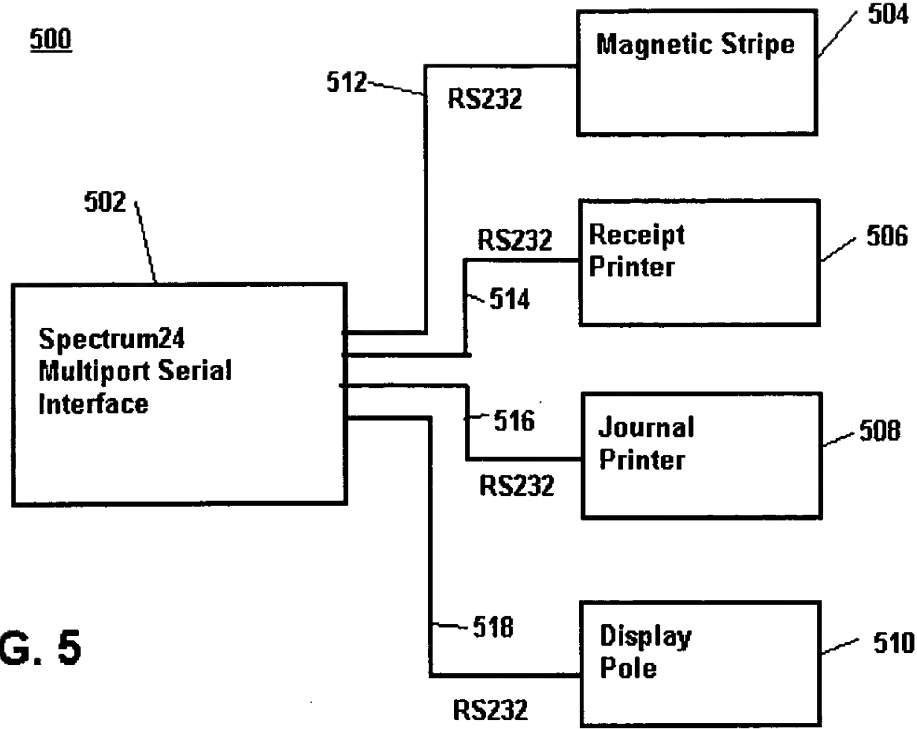 500
504
Magnetic Stripe
512
RS232
502
RS232
Receipt
Printer
506
514
Spectrum24
Multiport Serial
Interface
516
Journal
Printer
508
RS232
G. 5
518
Display
Pole
510
RS232